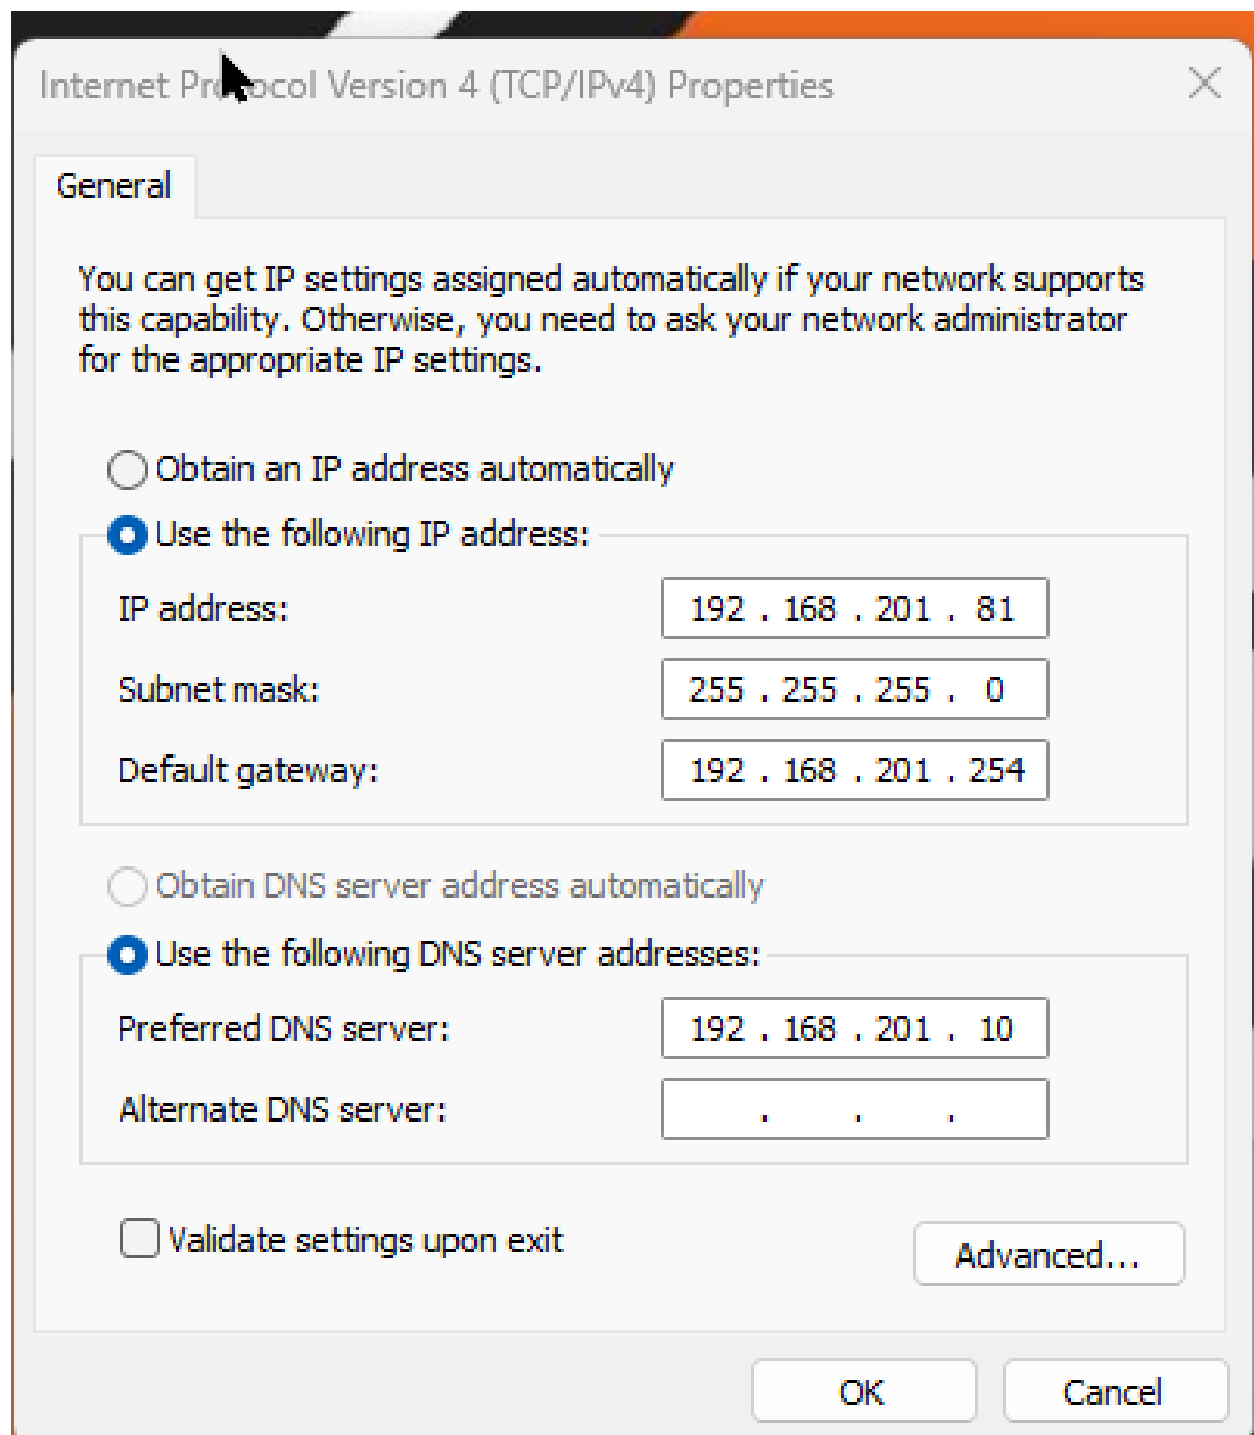 Internet Protocol Version 4 (TCP/IPv4) Properties
General
You can get IP settings assigned automatically if your network supports
this capability. Otherwise, you need to ask your network administrator
for the appropriate IP settings.
Obtain an IP address automatically
Use the following IP address:
IP address: 192 . 168 . 201 . 81
Subnet mask: 255 . 255 . 255 . 0
Default gateway: 192 . 168 . 201 . 254
Obtain DNS server address automatically
Use the following DNS server addresses:
Preferred DNS server: 192 . 168 . 201 . 10
Alternate DNS server: . . .
Validate settings upon exit
Advanced...
OK Cancel